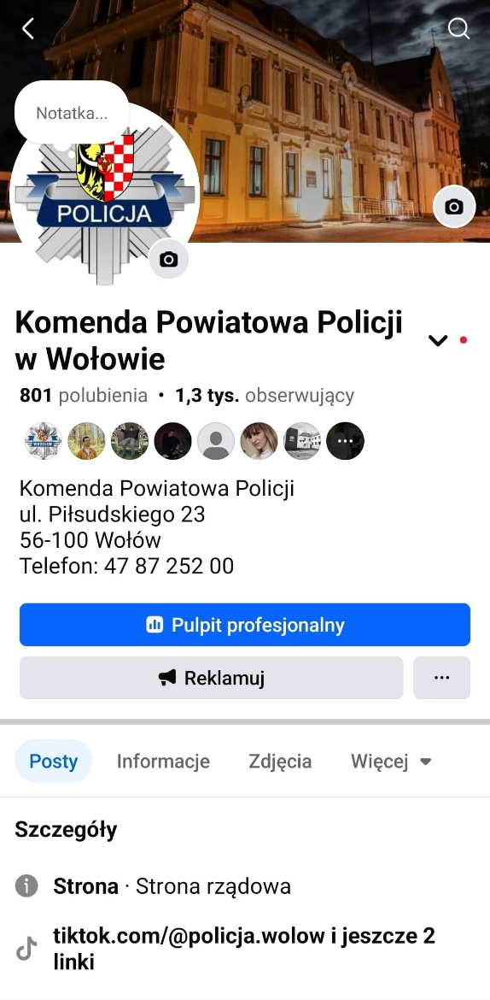 Notatka...
POLICJA
Komenda Powiatowa Policji
w Wołowie
801 polubienia • 1,3 tys. obserwujący
Komenda Powiatowa Policji
ul. Piłsudskiego 23
56-100 Wołów
Telefon: 47 87 252 00
Pulpit profesjonalny
Reklamuj
Posty Informacje Zdjęcia Więcej
Szczegóły
Strona · Strona rządowa
tiktok.com/@policja.wolow i jeszcze 2
linki